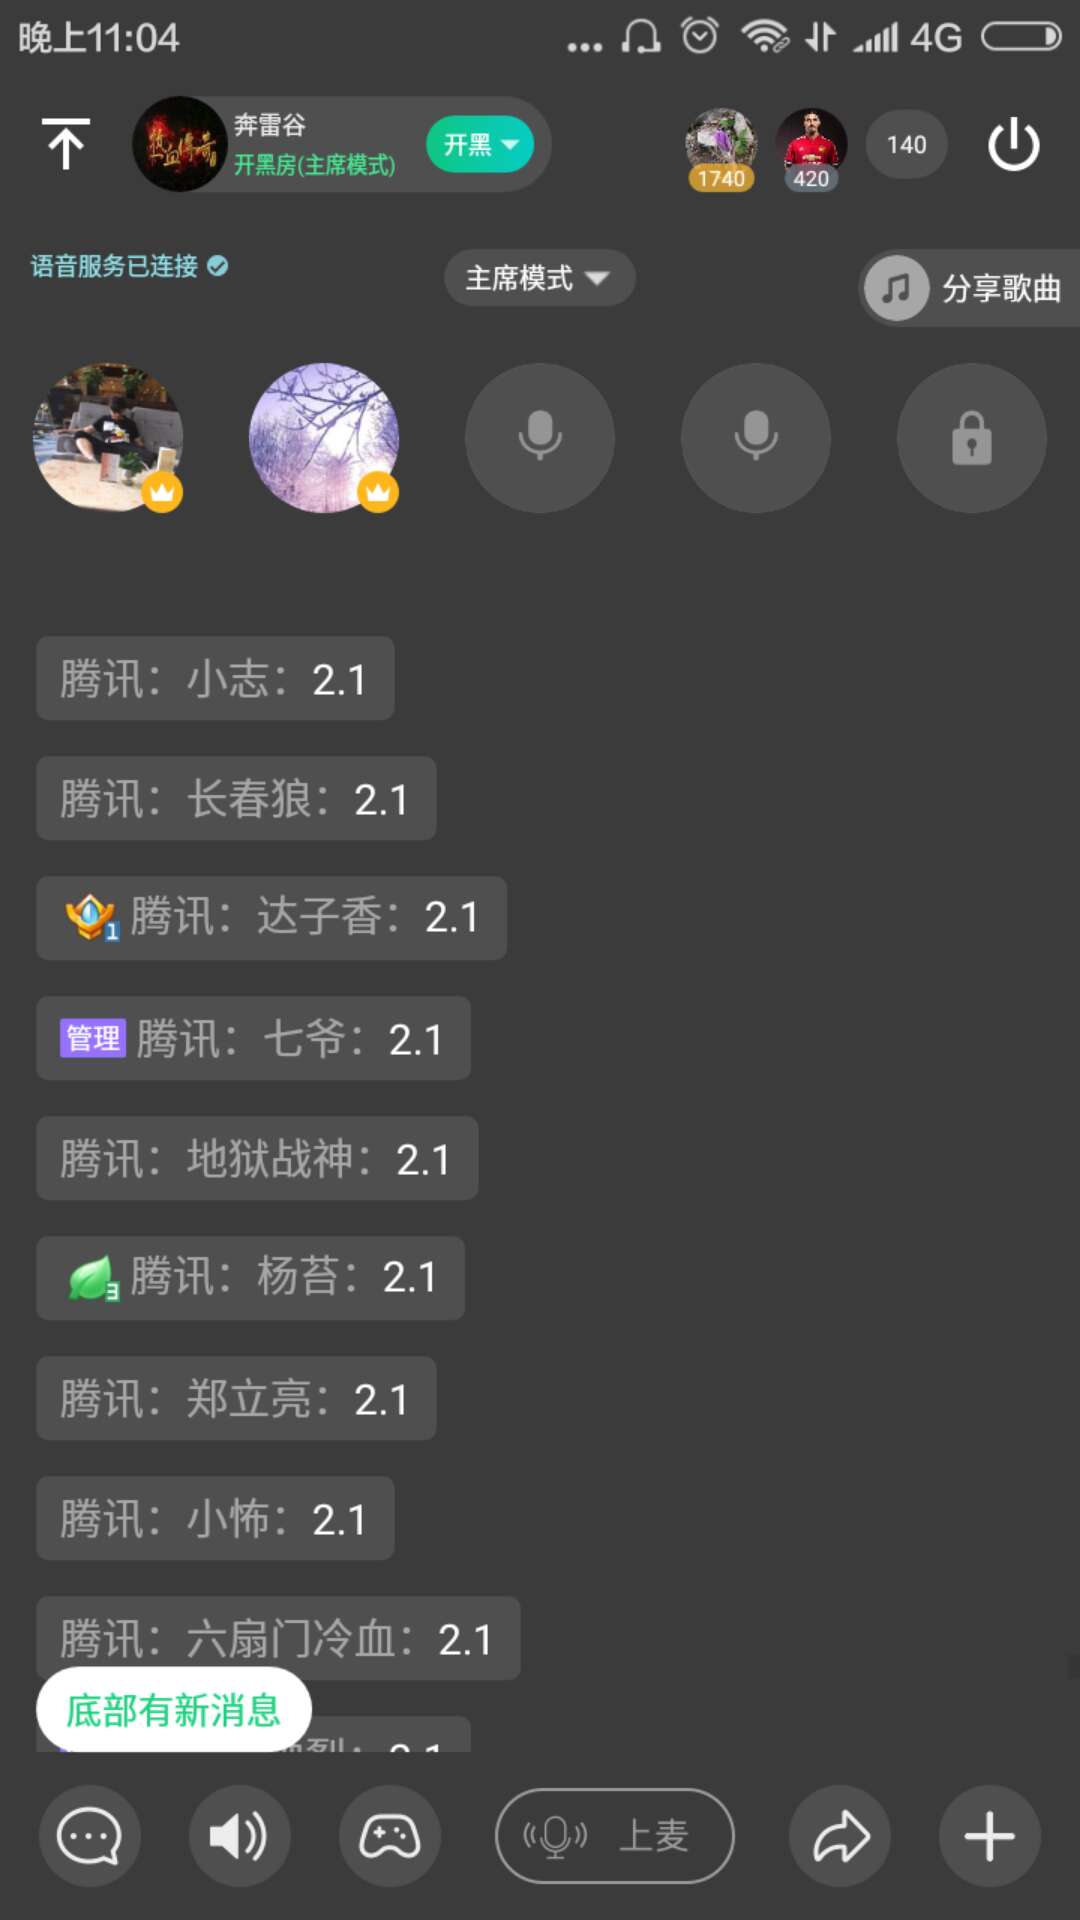 晚上11:04
4G
奔雷谷
开黑房(主席模式)
开黑
1740
420
140
语音服务已连接
主席模式
分享歌曲
腾讯：小志：2.1
腾讯：长春狼：2.1
1 腾讯：达子香：2.1
管理 腾讯：七爷：2.1
腾讯：地狱战神：2.1
3 腾讯：杨苔：2.1
腾讯：郑立亮：2.1
腾讯：小怖：2.1
腾讯：六扇门冷血：2.1
底部有新消息
上麦